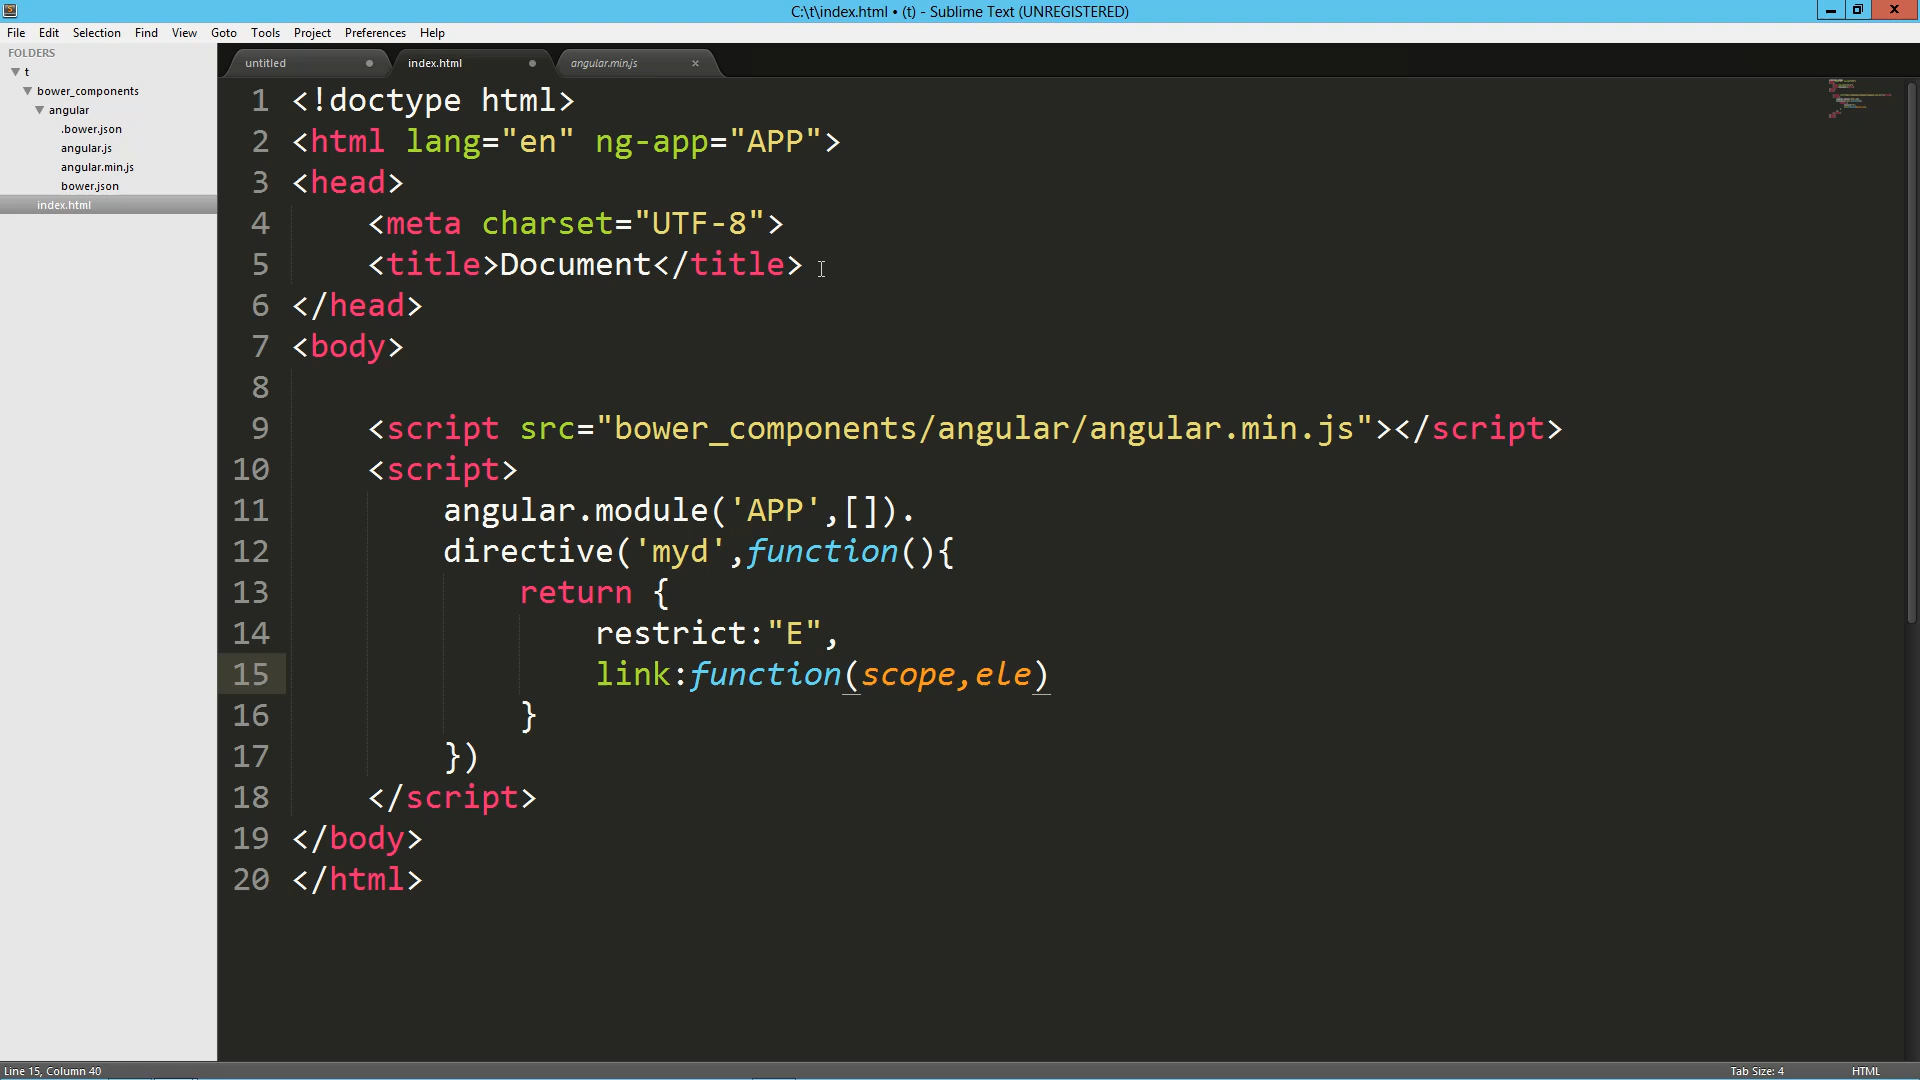 C:\t\index.html • (t) - Sublime Text (UNREGISTERED)
File Edit Selection Find View Goto Tools Project Preferences Help
FOLDERS
t
bower_components
angular
.bower.json
angular.js
angular.min.js
bower.json
index.html
untitled index.html angular.min.js
1 <!doctype html>
2 <html lang="en" ng-app="APP">
3 <head>
4 <meta charset="UTF-8">
5 <title>Document</title>
6 </head>
7 <body>
8
9 <script src="bower_components/angular/angular.min.js"></script>
10 <script>
11 angular.module('APP',[]).
12 directive('myd',function(){
13 return {
14 restrict:"E",
15 link:function(scope,ele)
16 }
17 })
18 </script>
19 </body>
20 </html>
Line 15, Column 40
Tab Size: 4 HTML